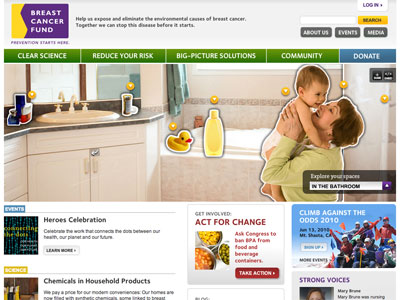 LOG IN ›
BREAST
CANCER
FUND
PREVENTION STARTS HERE.
Help us expose and eliminate the environmental causes of breast cancer.
Together we can stop this disease before it starts.
SEARCH
ABOUT US
EVENTS
MEDIA
CLEAR SCIENCE
REDUCE YOUR RISK
BIG-PICTURE SOLUTIONS
COMMUNITY
DONATE
Explore your spaces
IN THE BATHROOM
EVENTS
connecting
the dots
Heroes Celebration
Celebrate the work that connects the dots between our
health, our planet and our future.
LEARN MORE ›
SCIENCE
Chemicals in Household Products
We pay a price for our modern conveniences: Our homes are
now filled with synthetic chemicals, some linked to breast
GET INVOLVED:
ACT FOR CHANGE
Ask Congress to
ban BPA from
food and
beverage
containers.
TAKE ACTION ›
BLOG:
CLIMB AGAINST THE
ODDS 2010
Jun 13, 2010
Mt. Shasta, CA
SIGN UP ›
MORE EVENTS
STRONG VOICES
Mary Brune
Mary Brune was nursing